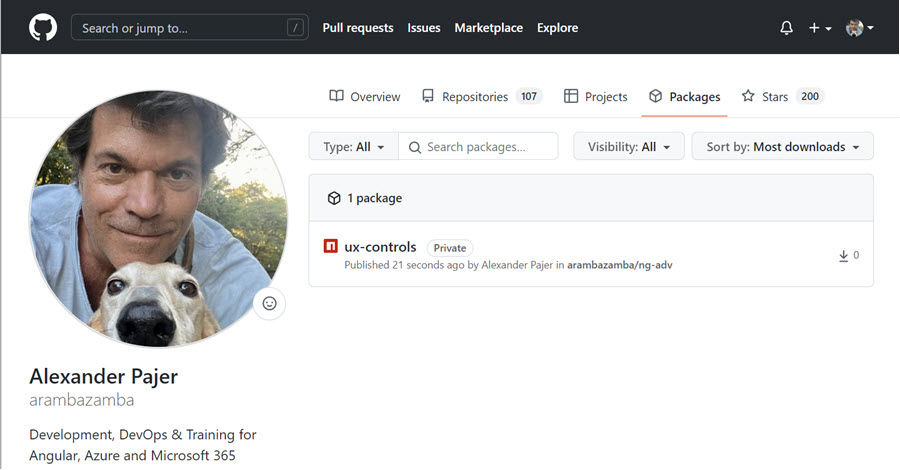 Search or jump to... /
Pull requests Issues Marketplace Explore
Overview Repositories 107 Projects Packages Stars 200
Type: All Search packages... Visibility: All Sort by: Most downloads
1 package
ux-controls Private
Published 21 seconds ago by Alexander Pajer in arambazamba/ng-adv
0
Alexander Pajer
arambazamba
Development, DevOps & Training for
Angular, Azure and Microsoft 365